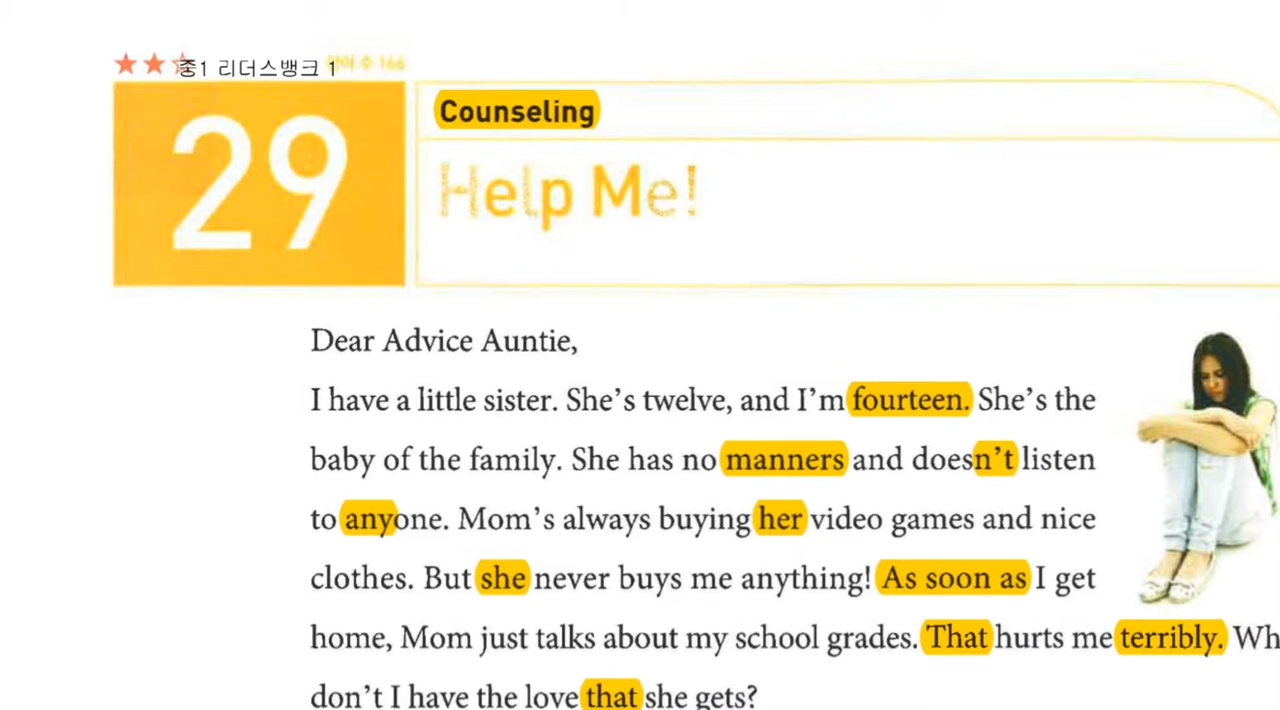 중1 리더스뱅크 1
29
Counseling
Help Me!
Dear Advice Auntie,
I have a little sister. She's twelve, and I'm fourteen. She's the
baby of the family. She has no manners and doesn't listen
to anyone. Mom's always buying her video games and nice
clothes. But she never buys me anything! As soon as I get
home, Mom just talks about my school grades. That hurts me terribly.
don't I have the love that she gets?